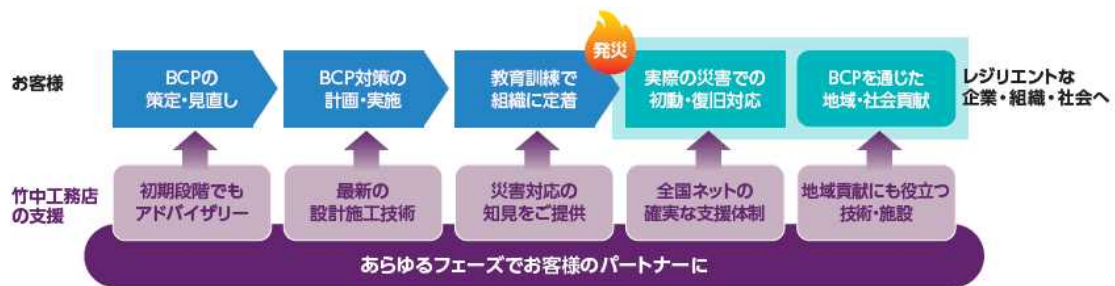 発災
お客様
BCPの
策定・見直し
BCP対策の
計画・実施
教育訓練で
組織に定着
実際の災害での
初動・復旧対応
BCPを通じた
地域・社会貢献
レジリエントな
企業・組織・社会へ
竹中工務店
の支援
初期段階でも
アドバイザリー
最新の
設計施工技術
災害対応の
知見をご提供
全国ネットの
確実な支援体制
地域貢献にも役立つ
技術・施設
あらゆるフェーズでお客様のパートナーに